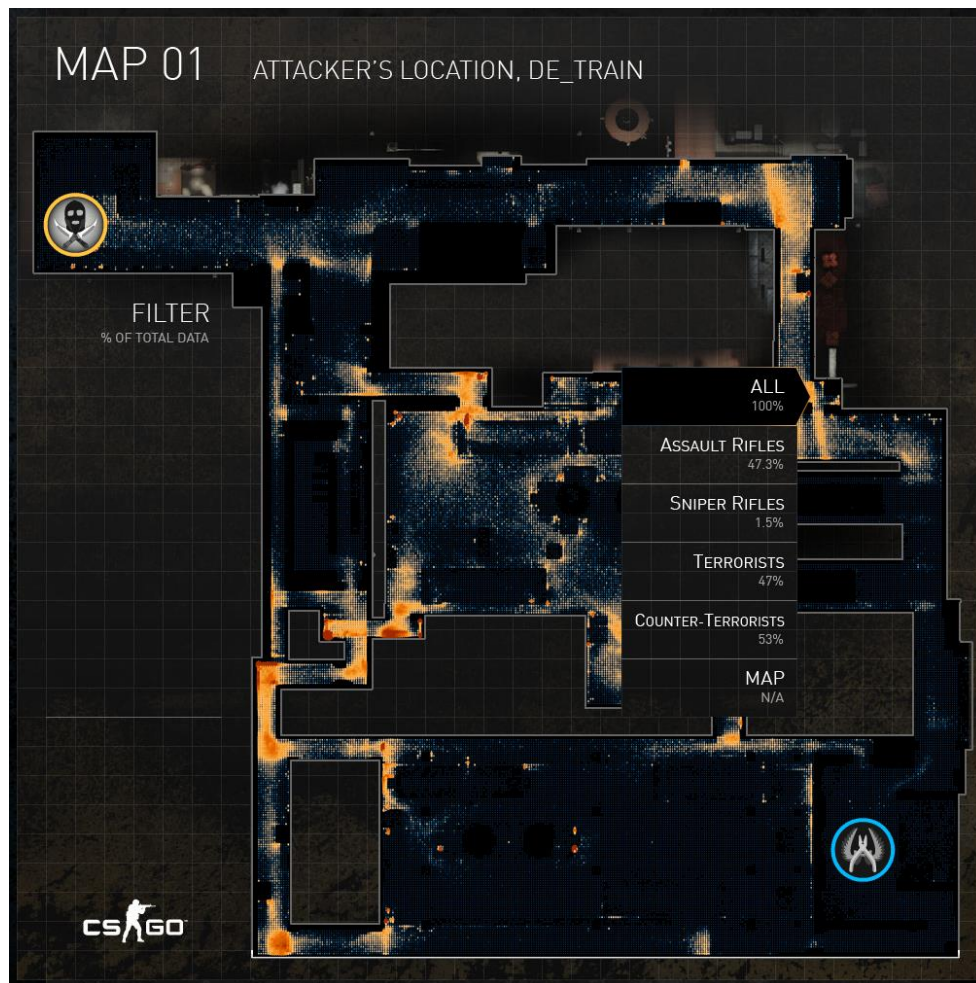 MAP 01
ATTACKER'S LOCATION, DE_TRAIN
FILTER
% OF TOTAL DATA
ALL
100%
ASSAULT RIFLES
47.3%
SNIPER RIFLES
1.5%
TERRORISTS
47%
COUNTER-TERRORISTS
53%
MAP
N/A
CS GO